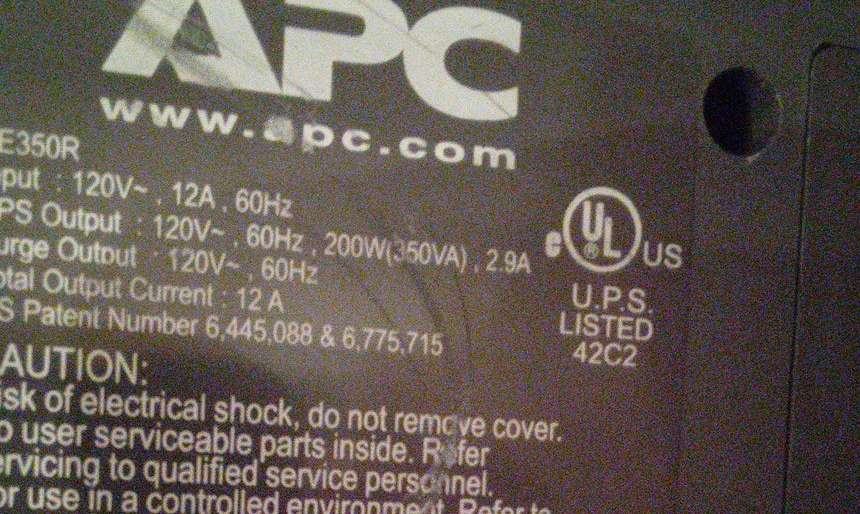 APC
www.apc.com
E350R
put : 120V~ , 12A , 60Hz
PS Output : 120V~ , 60Hz , 200W(350VA) , 2.9A
urge Output : 120V~ , 60Hz
otal Output Current : 12 A
S Patent Number 6,445,088 & 6,775,715
c UL ® US
U.P.S.
LISTED
42C2
AUTION:
isk of electrical shock, do not remove cover.
o user serviceable parts inside. Refer
ervicing to qualified service personnel.
or use in a controlled environment. Refer to